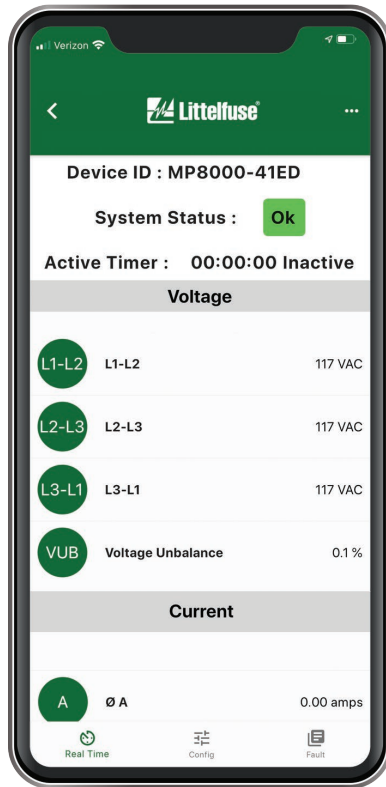 Verizon
Littelfuse®
Device ID : MP8000-41ED
System Status : Ok
Active Timer : 00:00:00 Inactive
Voltage
L1-L2 L1-L2 117 VAC
L2-L3 L2-L3 117 VAC
L3-L1 L3-L1 117 VAC
VUB Voltage Unbalance 0.1 %
Current
A Ø A 0.00 amps
Real Time Config Fault